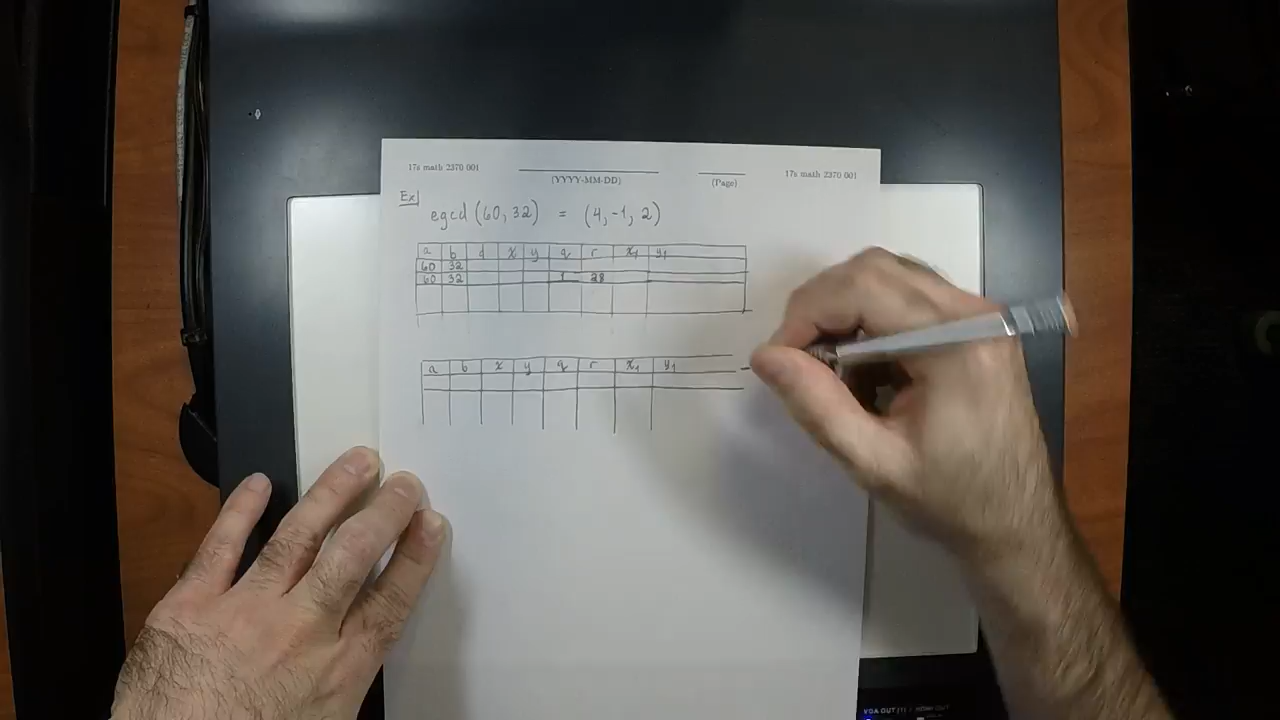 17s math 2370 001 (YYYY-MM-DD) (Page) 17s math 2370 001
Ex
egcd (60, 32) = (4, -1, 2)
a b d x y q r x1 y1
60 32
60 32 1 28
a b x y q r x1 y1